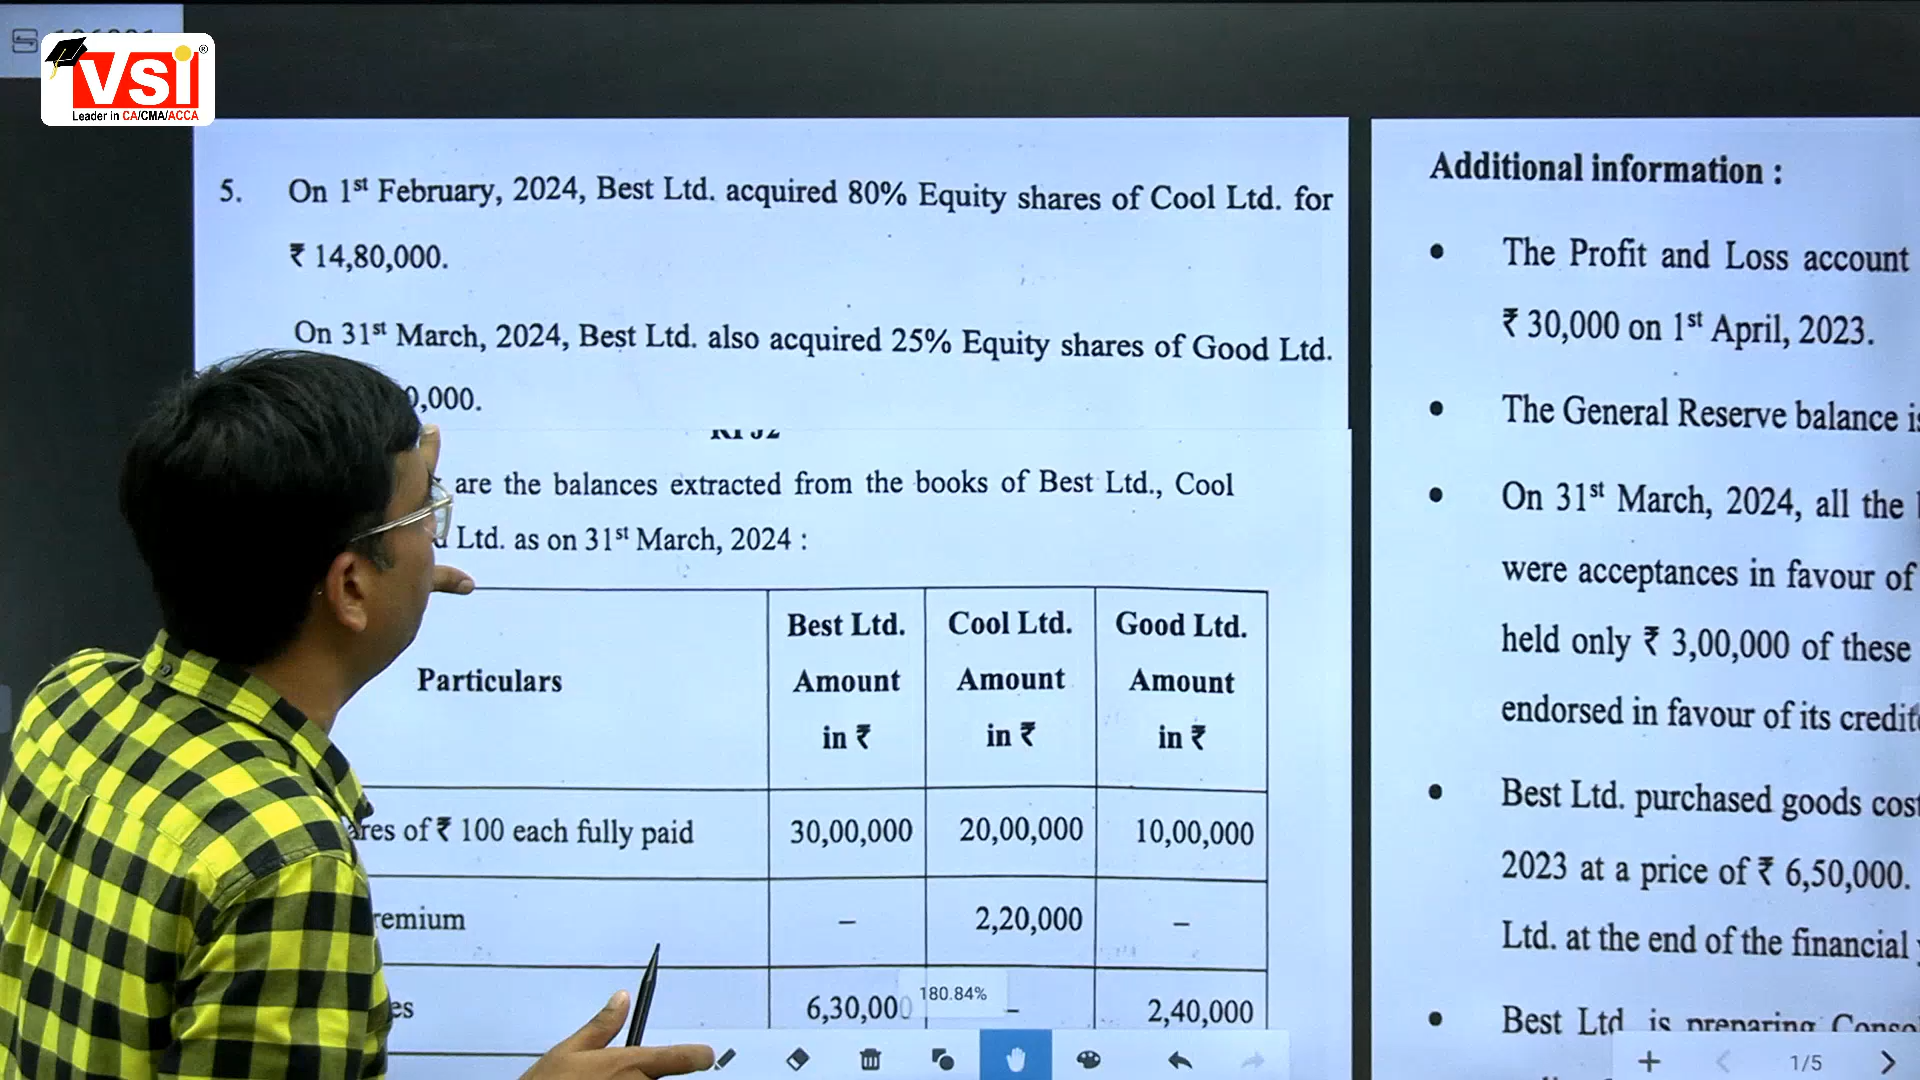 VSI®
Leader in CA/CMA/ACCA
5. On 1st February, 2024, Best Ltd. acquired 80% Equity shares of Cool Ltd. for
₹ 14,80,000.
On 31st March, 2024, Best Ltd. also acquired 25% Equity shares of Good Ltd.
0,000.
are the balances extracted from the books of Best Ltd., Cool
Ltd. as on 31st March, 2024 :
Particulars
Best Ltd.
Amount
in ₹
Cool Ltd.
Amount
in ₹
Good Ltd.
Amount
in ₹
ares of ₹ 100 each fully paid 30,00,000 20,00,000 10,00,000
remium – 2,20,000 –
es 6,30,000 – 2,40,000
180.84%
Additional information :
• The Profit and Loss account
₹ 30,000 on 1st April, 2023.
• The General Reserve balance is
• On 31st March, 2024, all the
were acceptances in favour of
held only ₹ 3,00,000 of these
endorsed in favour of its credit
• Best Ltd. purchased goods cost
2023 at a price of ₹ 6,50,000.
Ltd. at the end of the financial
• Best Ltd is preparing Conso
1/5